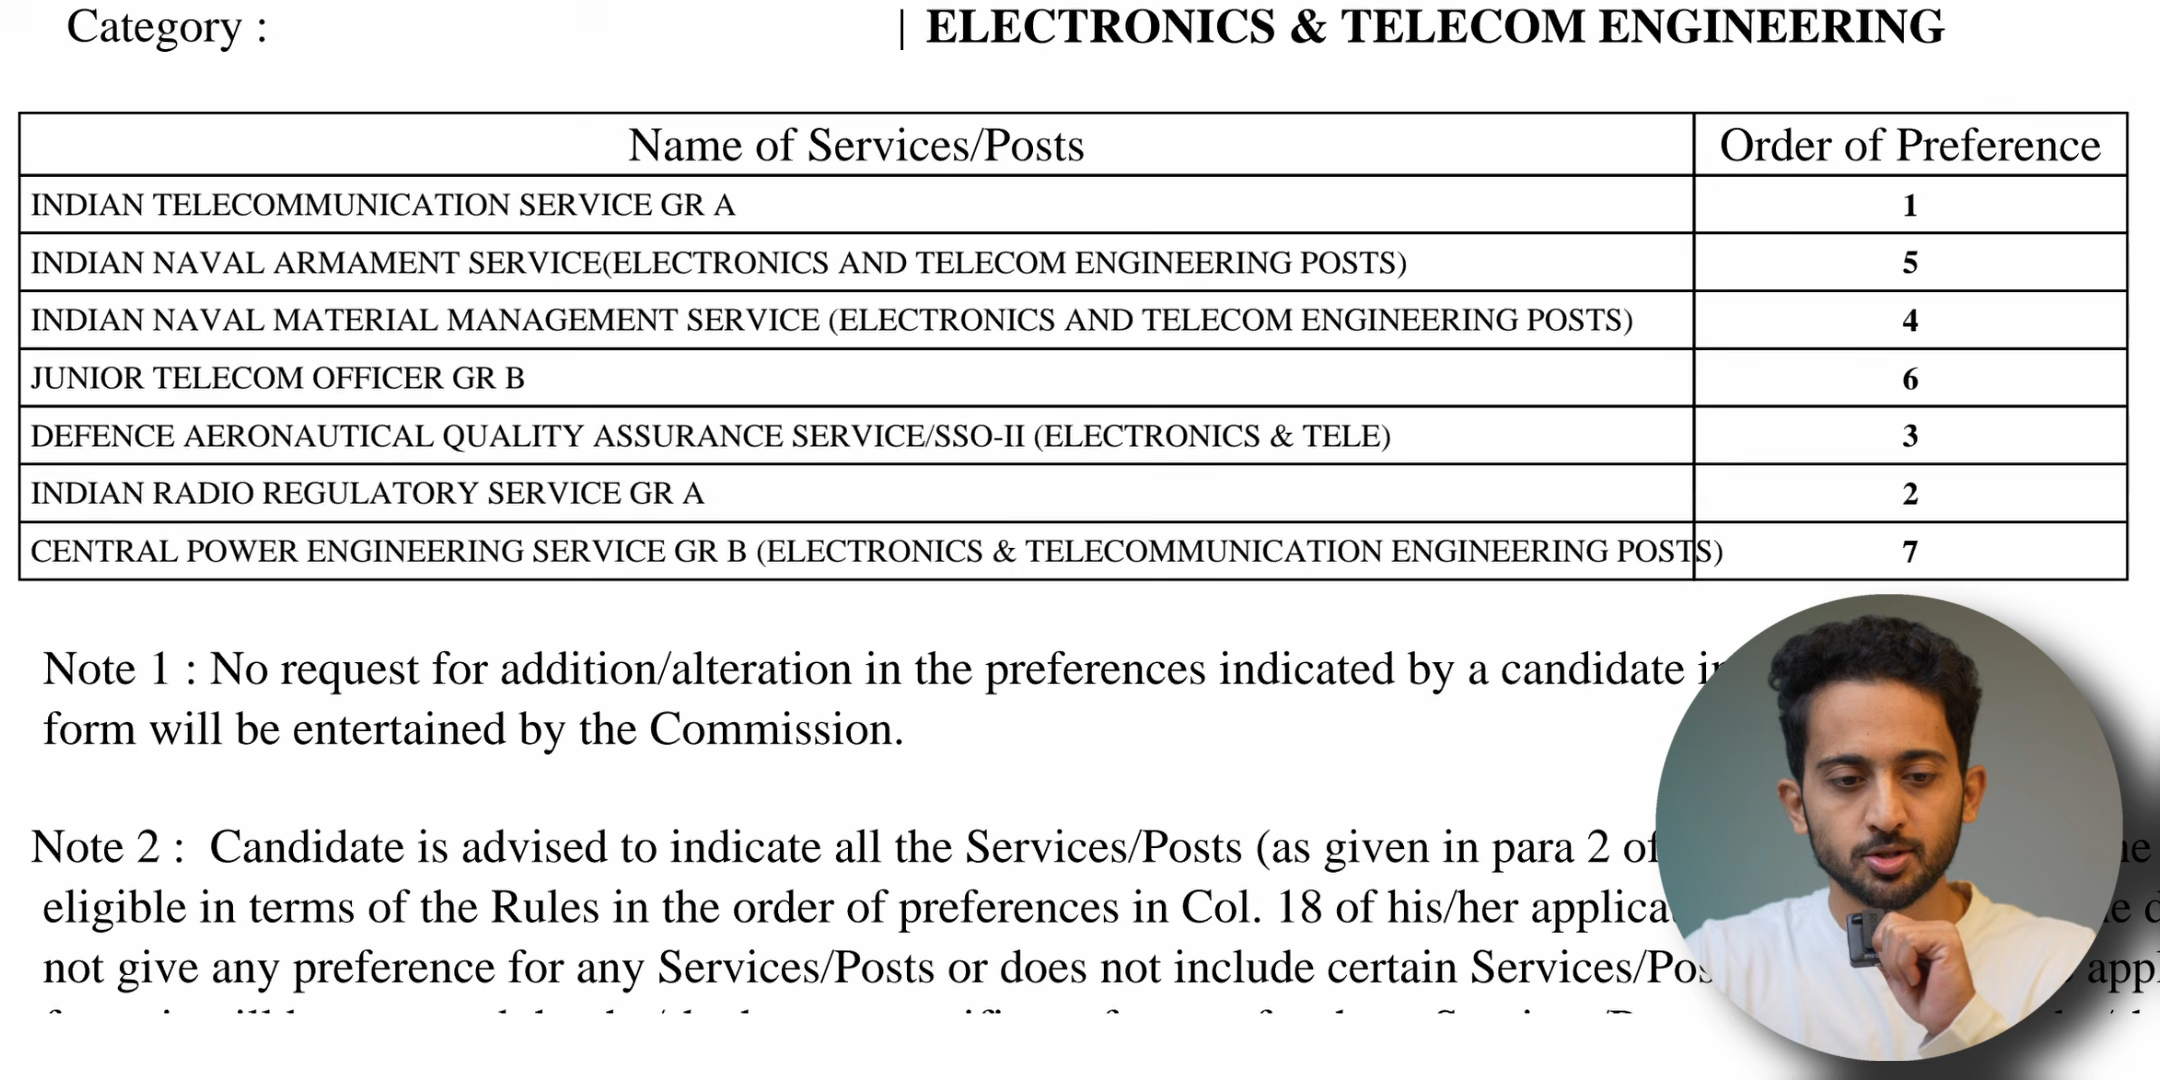 Category : | ELECTRONICS & TELECOM ENGINEERING
Name of Services/Posts Order of Preference
INDIAN TELECOMMUNICATION SERVICE GR A 1
INDIAN NAVAL ARMAMENT SERVICE(ELECTRONICS AND TELECOM ENGINEERING POSTS) 5
INDIAN NAVAL MATERIAL MANAGEMENT SERVICE (ELECTRONICS AND TELECOM ENGINEERING POSTS) 4
JUNIOR TELECOM OFFICER GR B 6
DEFENCE AERONAUTICAL QUALITY ASSURANCE SERVICE/SSO-II (ELECTRONICS & TELE) 3
INDIAN RADIO REGULATORY SERVICE GR A 2
CENTRAL POWER ENGINEERING SERVICE GR B (ELECTRONICS & TELECOMMUNICATION ENGINEERING POSTS) 7
Note 1 : No request for addition/alteration in the preferences indicated by a candidate
form will be entertained by the Commission.
Note 2 : Candidate is advised to indicate all the Services/Posts (as given in para 2 of
eligible in terms of the Rules in the order of preferences in Col. 18 of his/her
not give any preference for any Services/Posts or does not include certain